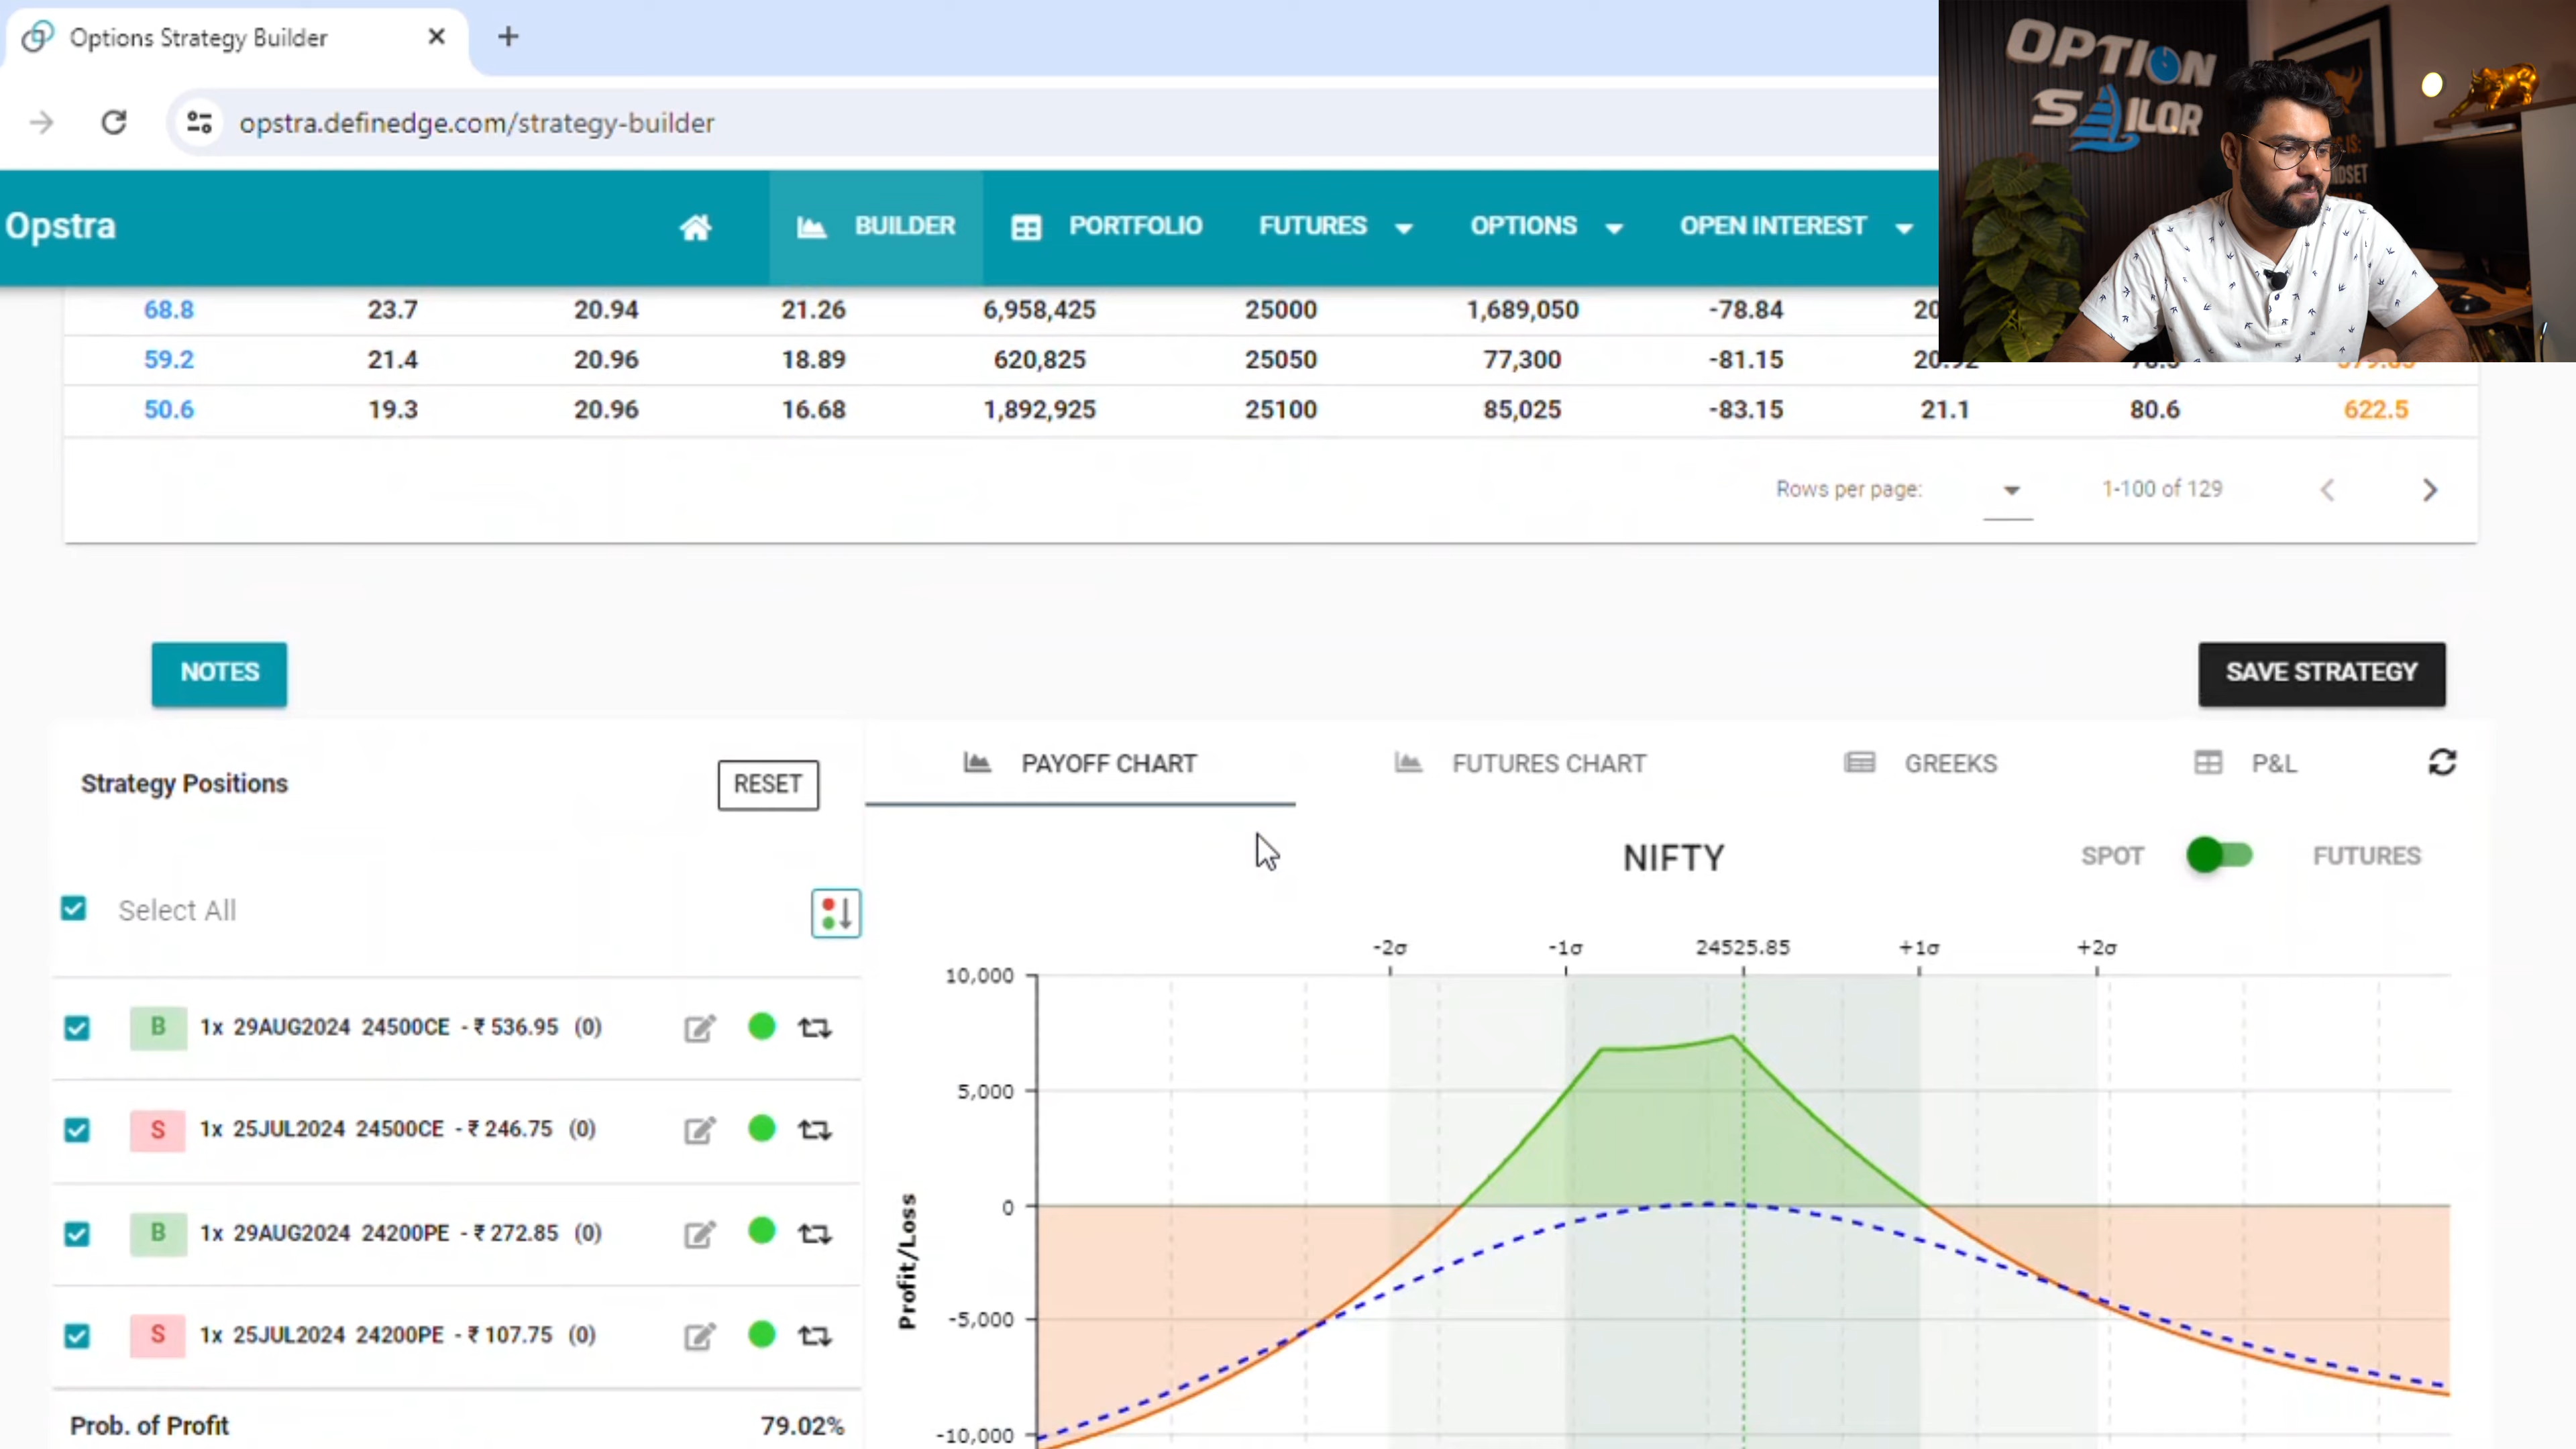 Options Strategy Builder
opstra.definedge.com/strategy-builder
OPTION
SAILOR
Opstra BUILDER PORTFOLIO FUTURES OPTIONS OPEN INTEREST
68.8 23.7 20.94 21.26 6,958,425 25000 1,689,050 -78.84
59.2 21.4 20.96 18.89 620,825 25050 77,300 -81.15 20.92
50.6 19.3 20.96 16.68 1,892,925 25100 85,025 -83.15 21.1 80.6 622.5
Rows per page: 1-100 of 129
NOTES SAVE STRATEGY
Strategy Positions RESET
Select All
B 1x 29AUG2024 24500CE - ₹ 536.95 (0)
S 1x 25JUL2024 24500CE - ₹ 246.75 (0)
B 1x 29AUG2024 24200PE - ₹ 272.85 (0)
S 1x 25JUL2024 24200PE - ₹ 107.75 (0)
Prob. of Profit 79.02%
PAYOFF CHART FUTURES CHART GREEKS P&L
NIFTY SPOT FUTURES
-2σ -1σ 24525.85 +1σ +2σ
10,000
5,000
0
-5,000
-10,000
Profit/Loss